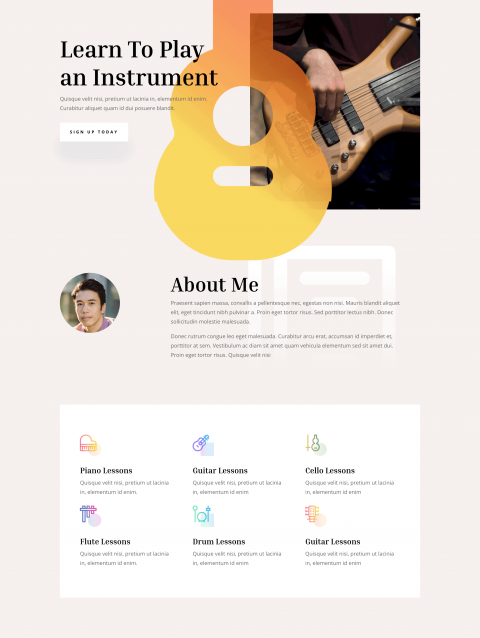 Learn To Play
an Instrument
Quisque velit nisi, pretium ut lacinia in, elementum id enim.
Curabitur aliquet quam id dui posuere blandit.
SIGN UP TODAY
About Me
Praesent sapien massa, convallis a pellentesque nec, egestas non nisi. Mauris blandit aliquet
elit, eget tincidunt nibh pulvinar a. Proin eget tortor risus. Sed porttitor lectus nibh. Donec
sollicitudin molestie malesuada.
Donec rutrum congue leo eget malesuada. Curabitur arcu erat, accumsan id imperdiet et,
porttitor at sem. Vestibulum ac diam sit amet quam vehicula elementum sed sit amet dui.
Proin eget tortor risus. Quisque velit nisi
Piano Lessons
Quisque velit nisi, pretium ut lacinia
in, elementum id enim.
Guitar Lessons
Quisque velit nisi, pretium ut lacinia
in, elementum id enim
Cello Lessons
Quisque velit nisi, pretium ut lacinia
in, elementum id enim
Flute Lessons
Quisque velit nisi, pretium ut lacinia
in, elementum id enim.
Drum Lessons
Quisque velit nisi, pretium ut lacinia
in, elementum id enim
Guitar Lessons
Quisque velit nisi, pretium ut lacinia
in, elementum id enim